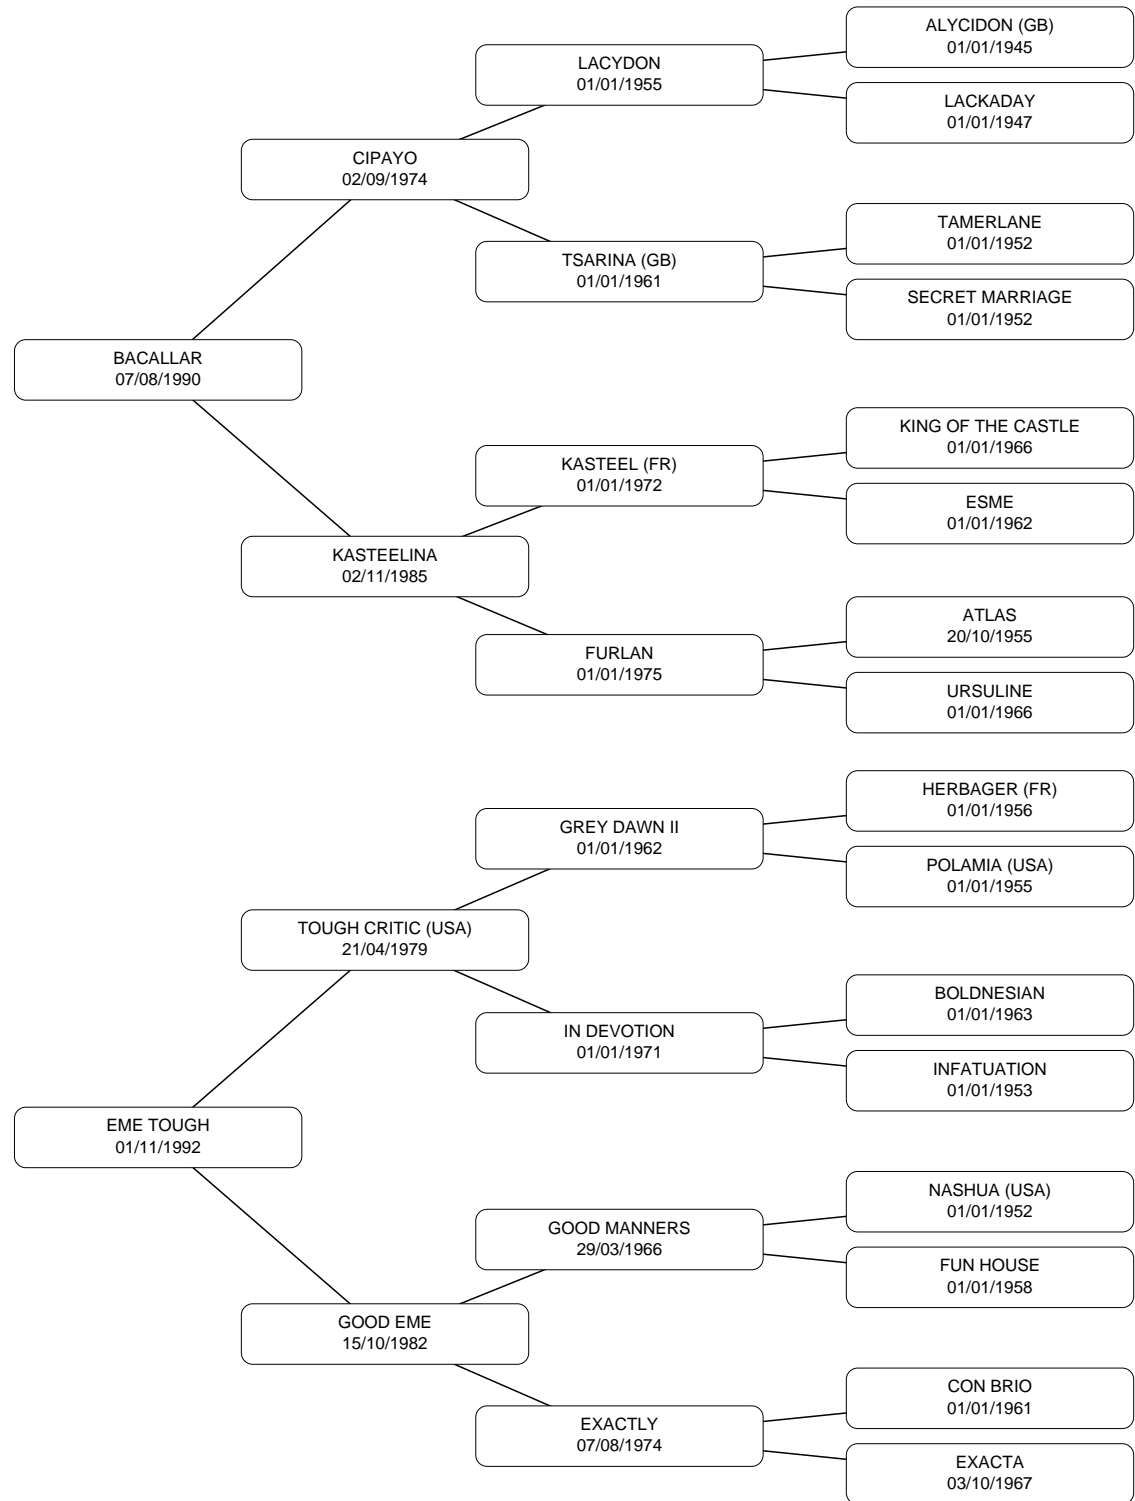 ALYCIDON (GB)
01/01/1945
LACYDON
01/01/1955
LACKADAY
01/01/1947
CIPAYO
02/09/1974
TAMERLANE
01/01/1952
TSARINA (GB)
01/01/1961
SECRET MARRIAGE
01/01/1952
BACALLAR
07/08/1990
KING OF THE CASTLE
01/01/1966
KASTEEL (FR)
01/01/1972
ESME
01/01/1962
KASTEELINA
02/11/1985
ATLAS
20/10/1955
FURLAN
01/01/1975
URSULINE
01/01/1966
HERBAGER (FR)
01/01/1956
GREY DAWN II
01/01/1962
POLAMIA (USA)
01/01/1955
TOUGH CRITIC (USA)
21/04/1979
BOLDNESIAN
01/01/1963
IN DEVOTION
01/01/1971
INFATUATION
01/01/1953
EME TOUGH
01/11/1992
NASHUA (USA)
01/01/1952
GOOD MANNERS
29/03/1966
FUN HOUSE
01/01/1958
GOOD EME
15/10/1982
CON BRIO
01/01/1961
EXACTLY
07/08/1974
EXACTA
03/10/1967